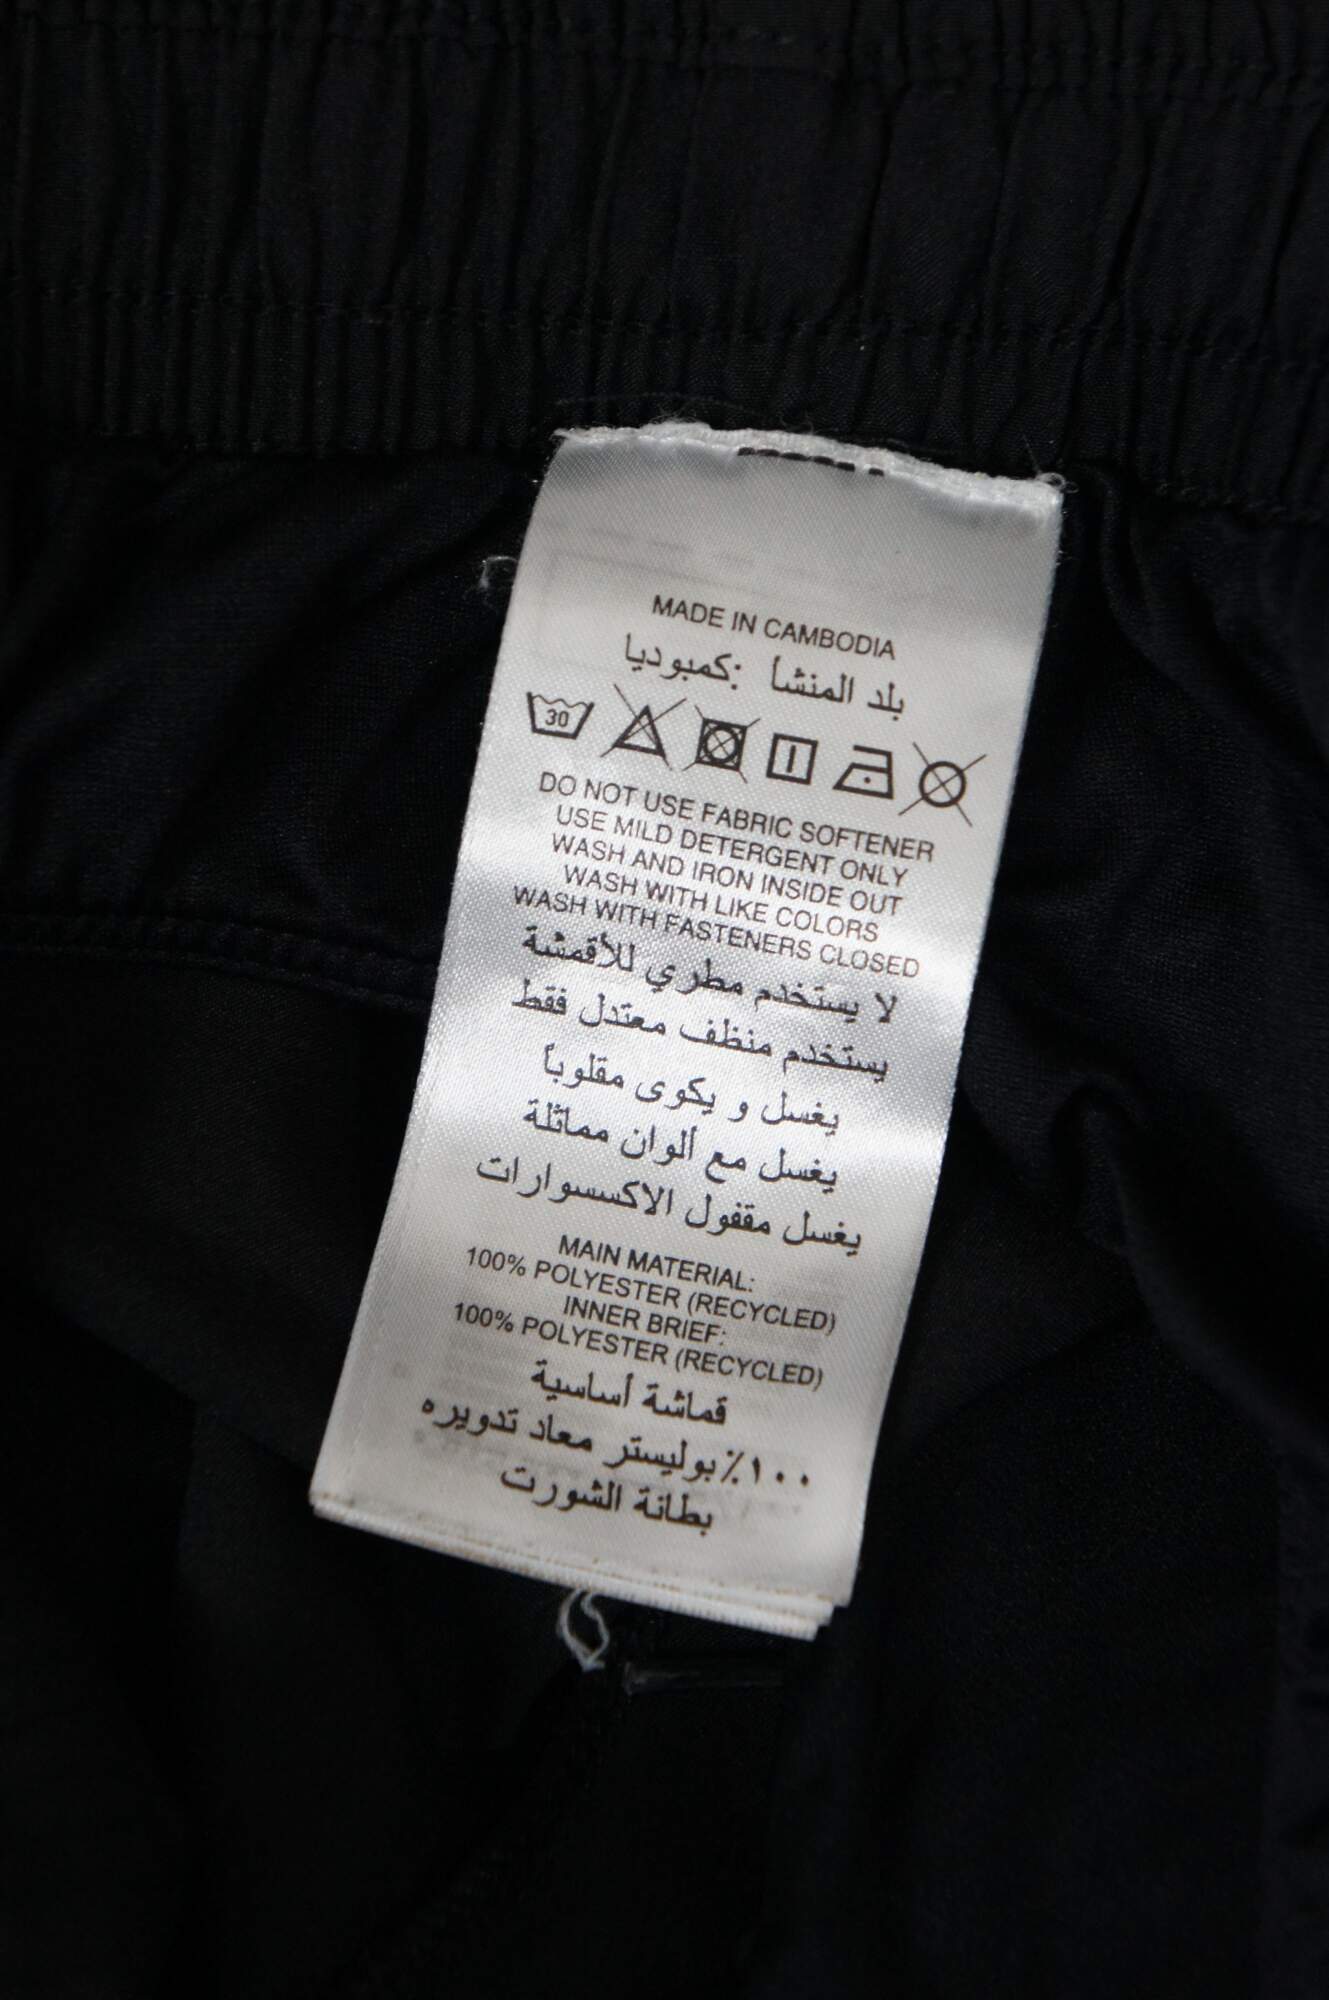 MADE IN CAMBODIA
بلد المنشأ :كمبوديا
30
DO NOT USE FABRIC SOFTENER
USE MILD DETERGENT ONLY
WASH AND IRON INSIDE OUT
WASH WITH LIKE COLORS
WASH WITH FASTENERS CLOSED
لا يستخدم مطري للأقمشة
يستخدم منظف معتدل فقط
يغسل و يكوى مقلوباً
يغسل مع ألوان مماثلة
يغسل مقفول الاكسسوارات
MAIN MATERIAL:
100% POLYESTER (RECYCLED)
INNER BRIEF:
100% POLYESTER (RECYCLED)
قماشة أساسية
١٠٠٪ بوليستر معاد تدويره
بطانة الشورت